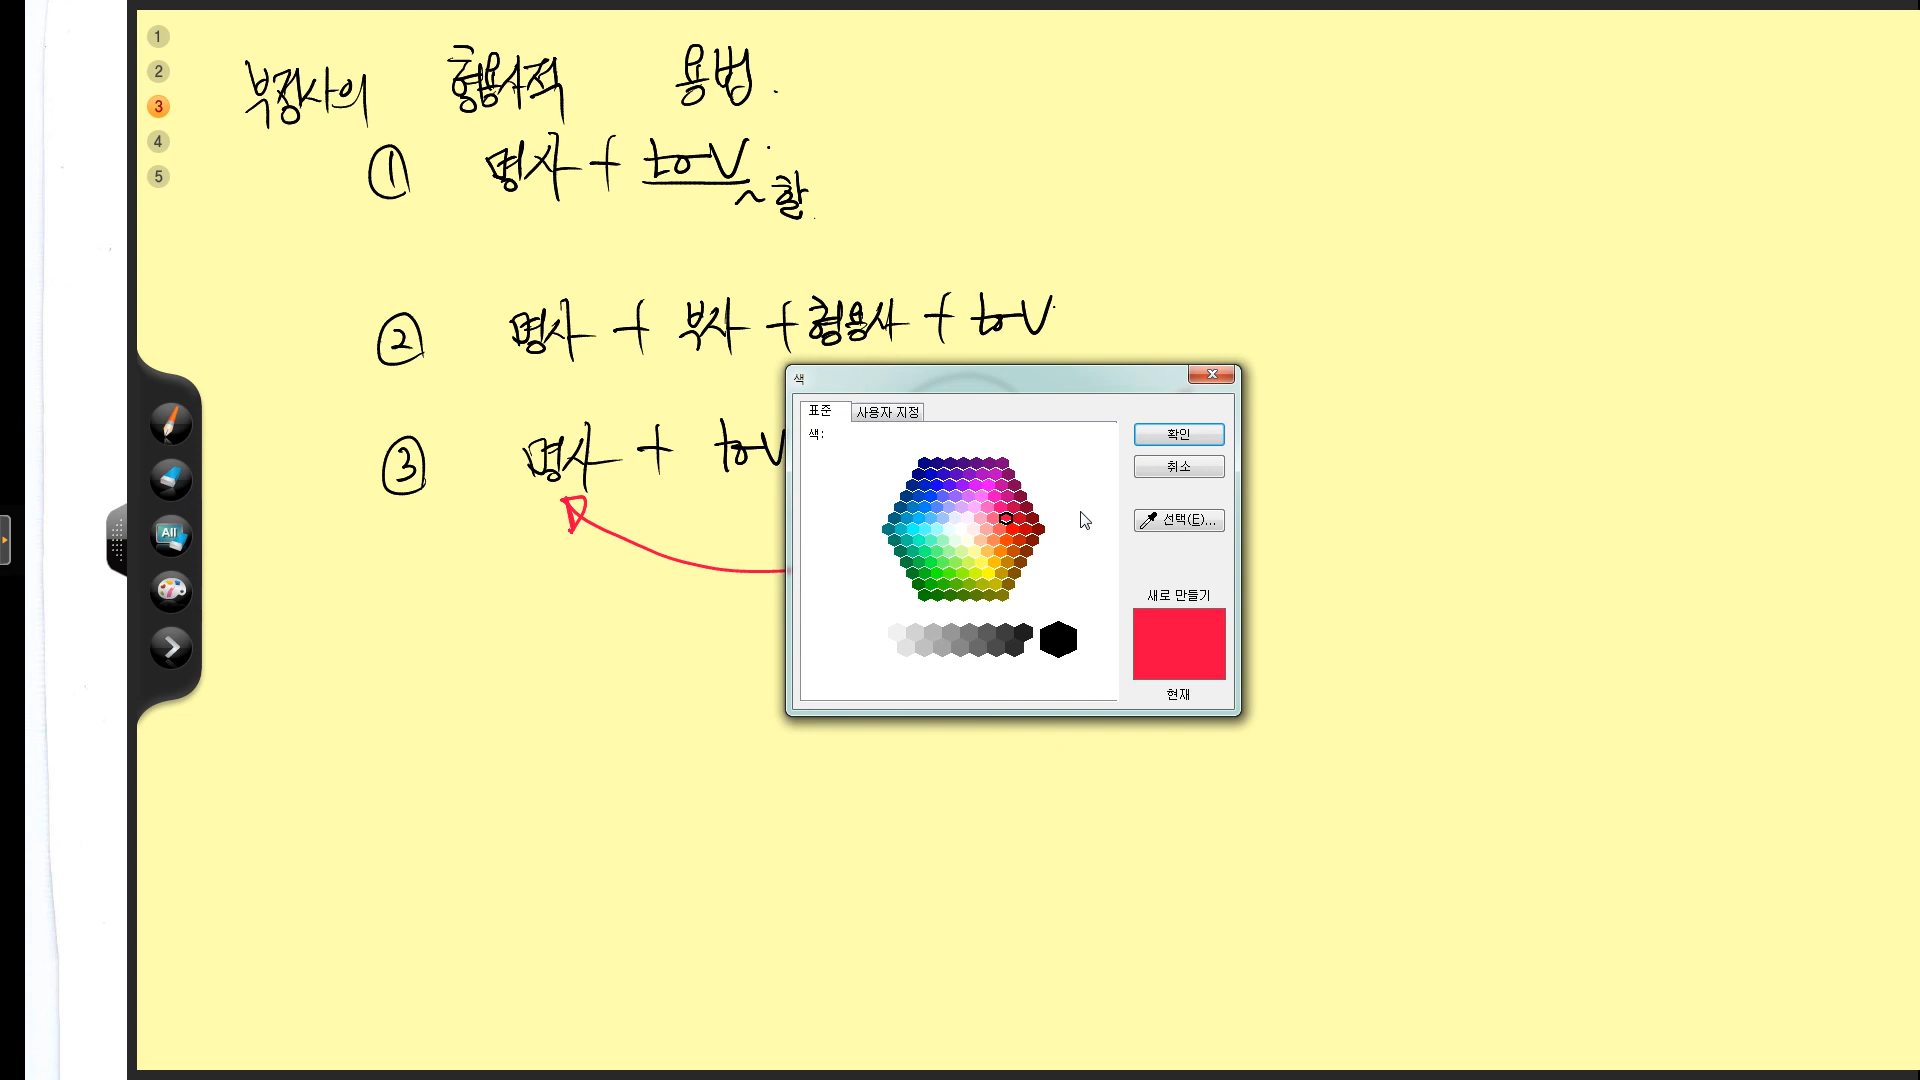 1
2
3
4
5
부정사의 형용사적 용법.
① 명사 + to V
~할
② 명사 + 부사 + 형용사 + to V
③ 명사 + to V
색
표준 사용자 지정
색:
확인
취소
선택(E)...
새로 만들기
현재
All